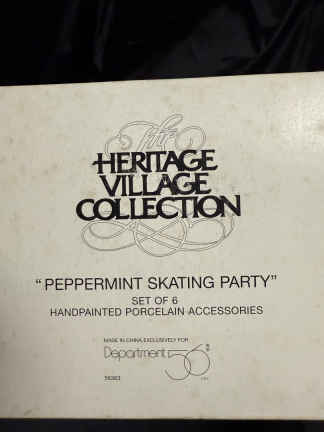 The
HERITAGE
VILLAGE
COLLECTION
"PEPPERMINT SKATING PARTY"
SET OF 6
HANDPAINTED PORCELAIN ACCESSORIES
MADE IN CHINA EXCLUSIVELY FOR
Department 56®
56363